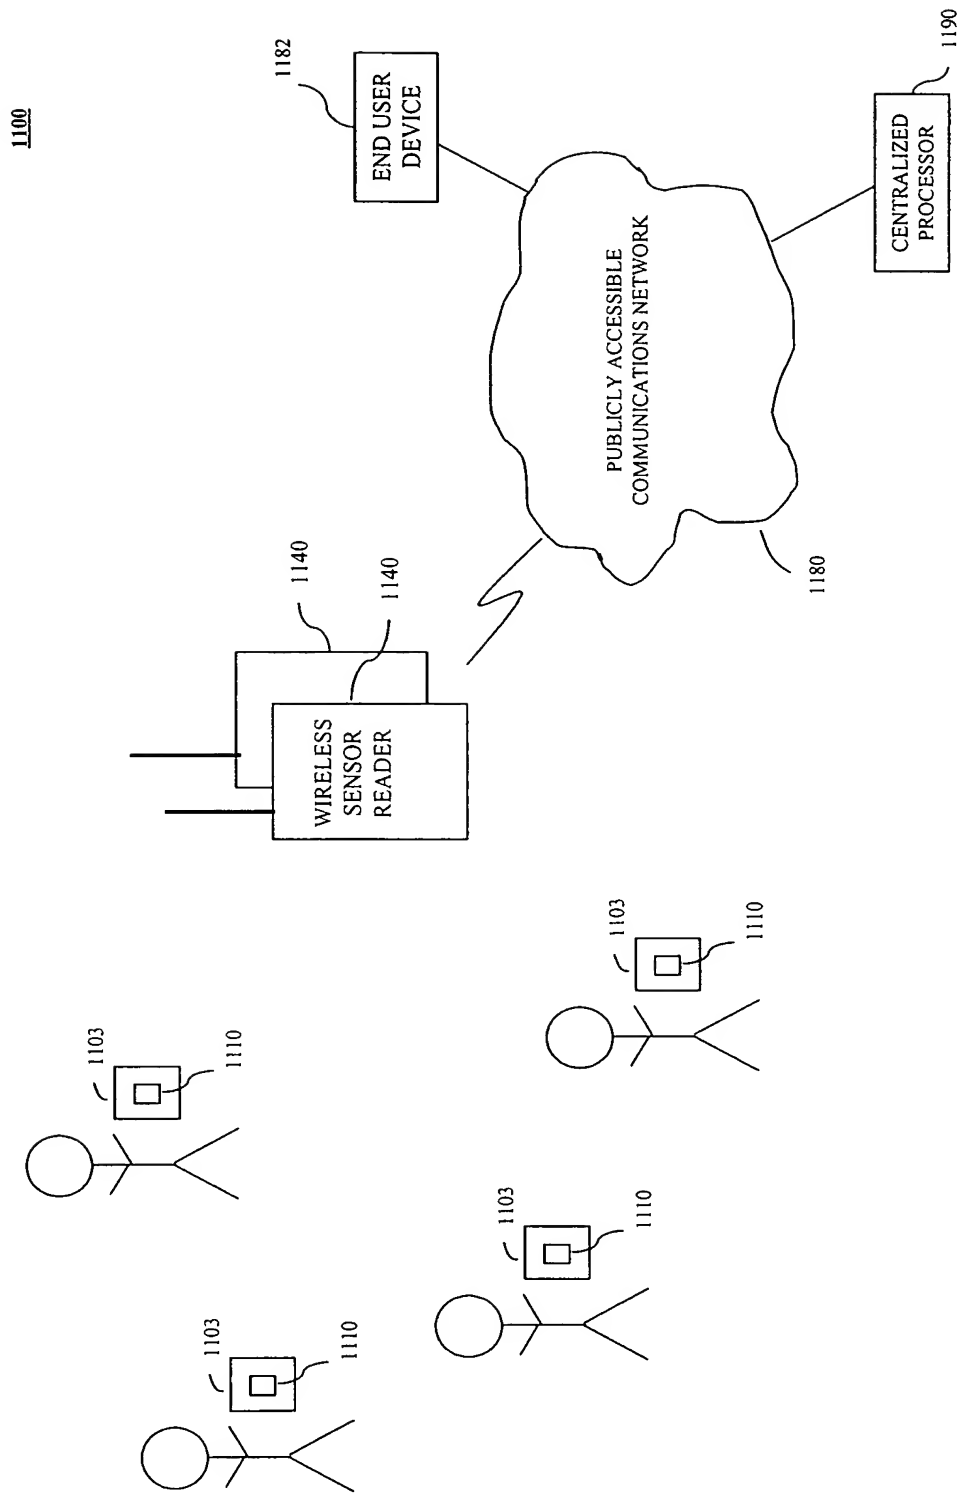 1100
1103
1110
1103
1110
1103
1110
1103
1110
1140
1140
WIRELESS
SENSOR
READER
1182
END USER
DEVICE
PUBLICLY ACCESSIBLE
COMMUNICATIONS NETWORK
1180
1190
CENTRALIZED
PROCESSOR